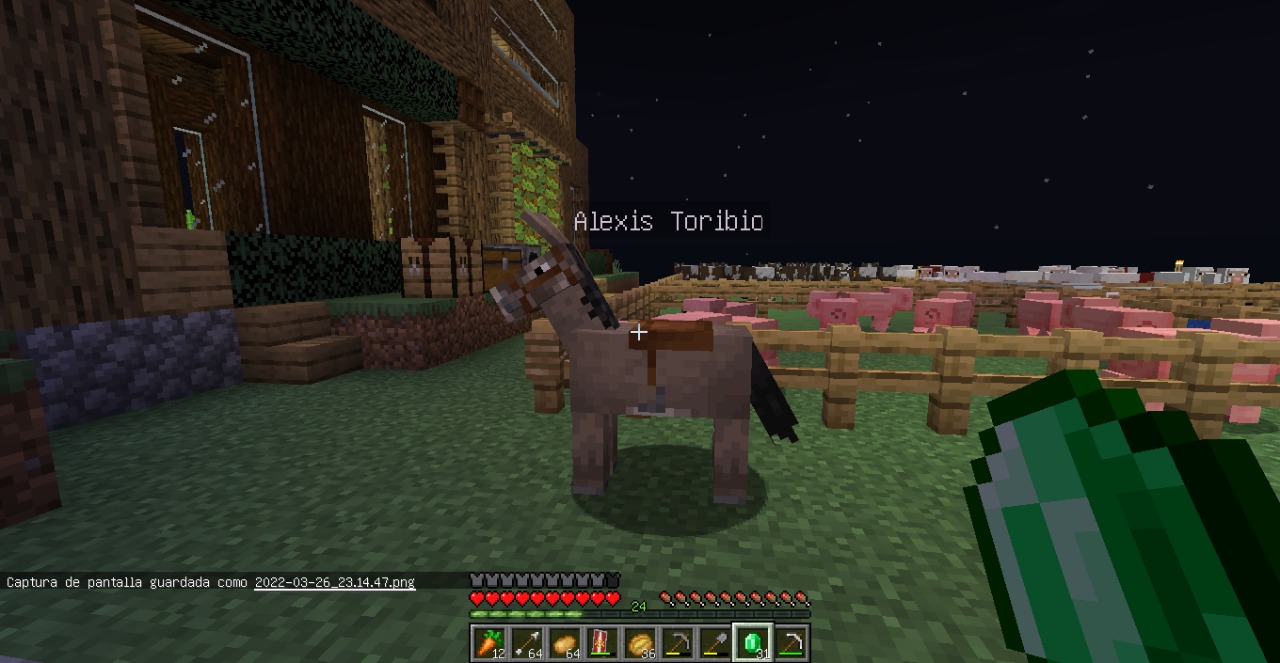 Alexis Toribio
Captura de pantalla guardada como 2022-03-26_23.14.47.png
24
12 64 64 36 31